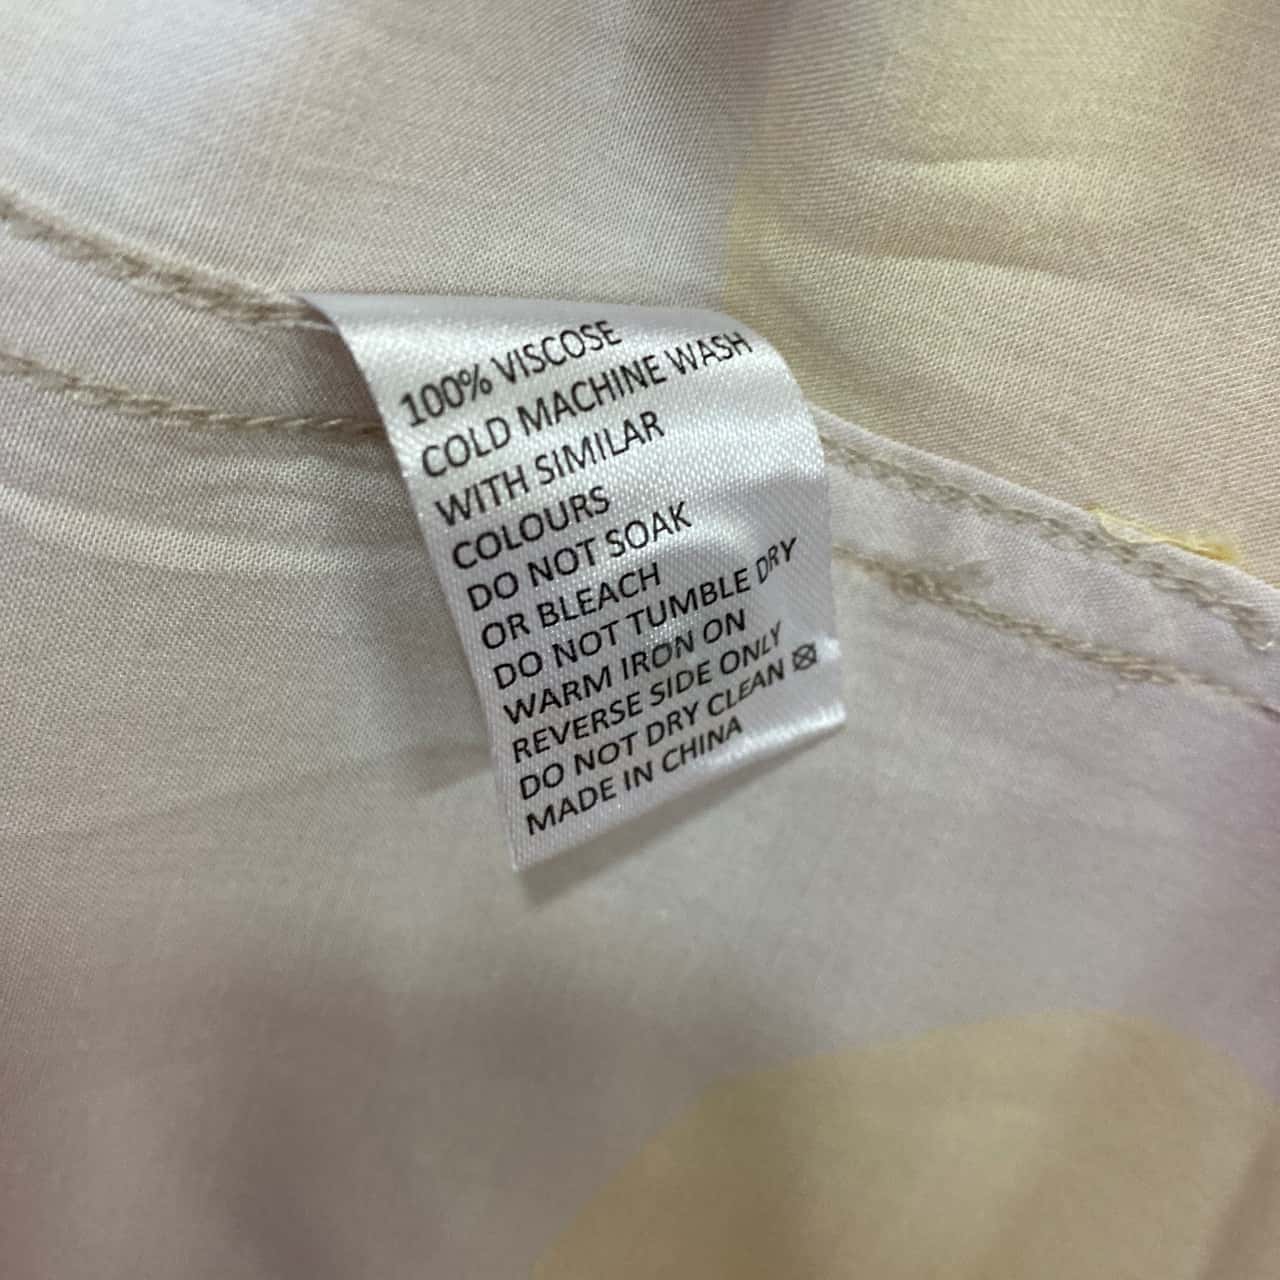 100% VISCOSE
COLD MACHINE WASH
WITH SIMILAR
COLOURS
DO NOT SOAK
OR BLEACH
DO NOT TUMBLE DRY
WARM IRON ON
REVERSE SIDE ONLY
DO NOT DRY CLEAN
MADE IN CHINA